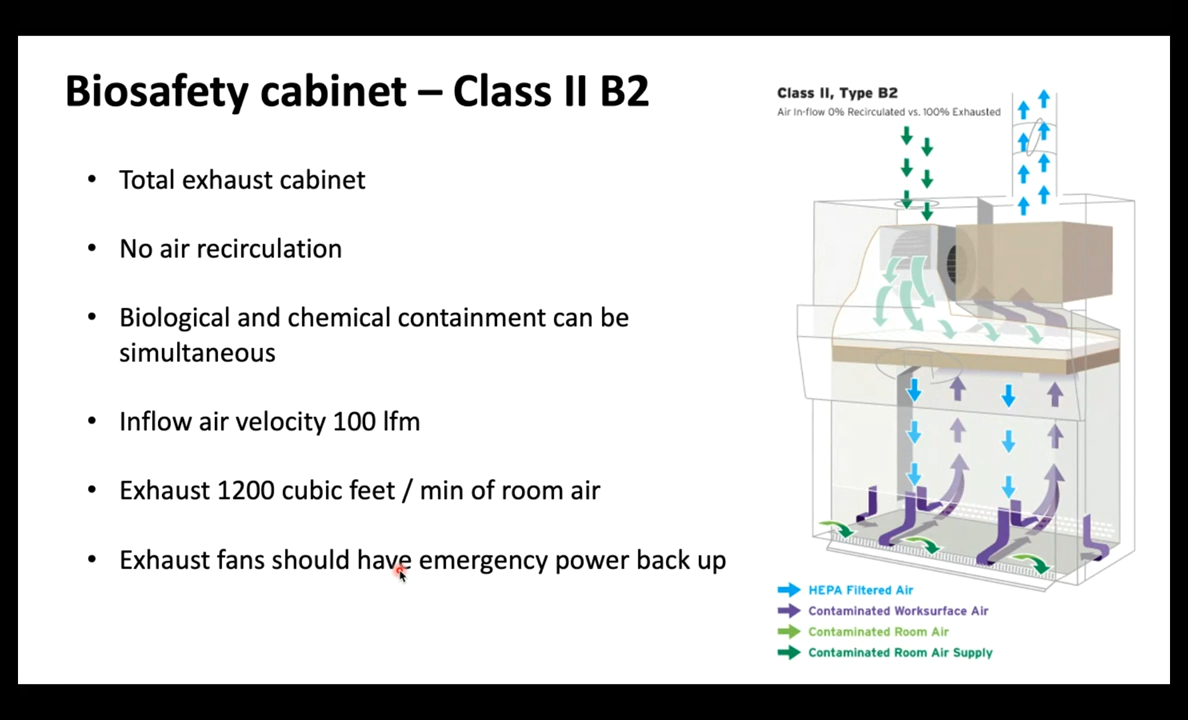 Biosafety cabinet – Class II B2
• Total exhaust cabinet
• No air recirculation
• Biological and chemical containment can be
simultaneous
• Inflow air velocity 100 lfm
• Exhaust 1200 cubic feet / min of room air
• Exhaust fans should have emergency power back up
Class II, Type B2
Air In-flow 0% Recirculated vs. 100% Exhausted
HEPA Filtered Air
Contaminated Worksurface Air
Contaminated Room Air
Contaminated Room Air Supply